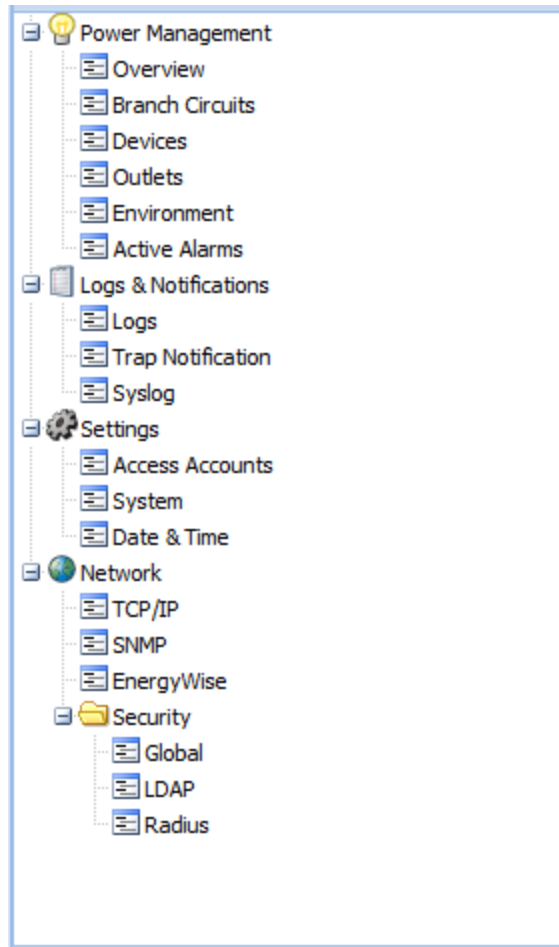 Power Management
Overview
Branch Circuits
Devices
Outlets
Environment
Active Alarms
Logs & Notifications
Logs
Trap Notification
Syslog
Settings
Access Accounts
System
Date & Time
Network
TCP/IP
SNMP
EnergyWise
Security
Global
LDAP
Radius